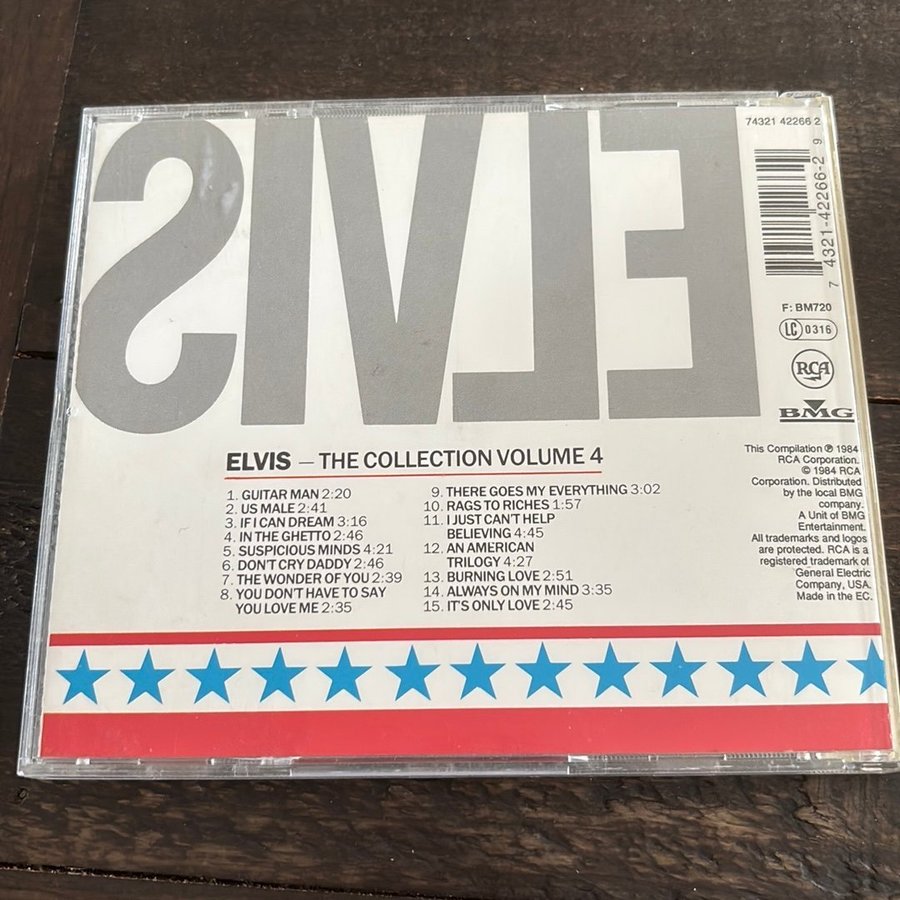 ELVIS
74321 42266 2
7 4321-42266-2 9
F: BM720
LC 0316
RCA
BMG
ELVIS – THE COLLECTION VOLUME 4
1. GUITAR MAN 2:20
2. US MALE 2:41
3. IF I CAN DREAM 3:16
4. IN THE GHETTO 2:46
5. SUSPICIOUS MINDS 4:21
6. DON'T CRY DADDY 2:46
7. THE WONDER OF YOU 2:39
8. YOU DON'T HAVE TO SAY
YOU LOVE ME 2:35
9. THERE GOES MY EVERYTHING 3:02
10. RAGS TO RICHES 1:57
11. I JUST CAN'T HELP
BELIEVING 4:45
12. AN AMERICAN
TRILOGY 4:27
13. BURNING LOVE 2:51
14. ALWAYS ON MY MIND 3:35
15. IT'S ONLY LOVE 2:45
This Compilation ℗ 1984
RCA Corporation.
© 1984 RCA
Corporation. Distributed
by the local BMG
company.
A Unit of BMG
Entertainment.
All trademarks and logos
are protected. RCA is a
registered trademark of
General Electric
Company, USA.
Made in the EC.